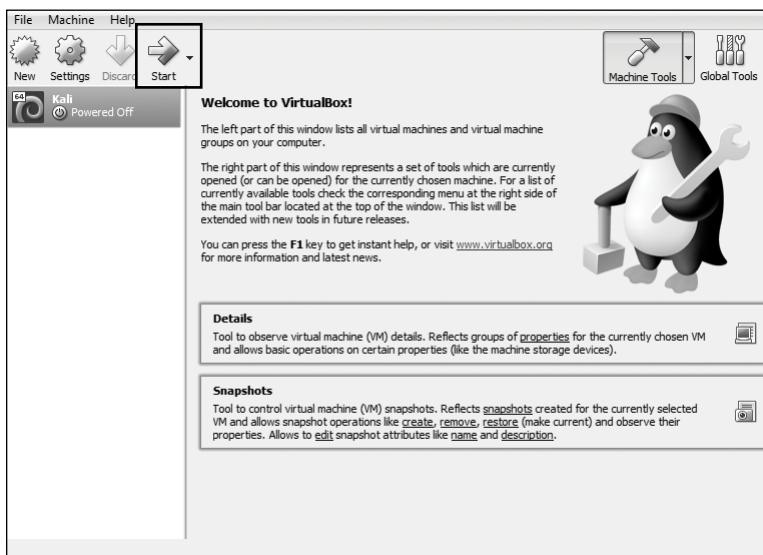 File Machine Help
New Settings Discard Start
Machine Tools Global Tools
64
Kali
Powered Off
Welcome to VirtualBox!
The left part of this window lists all virtual machines and virtual machine
groups on your computer.
The right part of this window represents a set of tools which are currently
opened (or can be opened) for the currently chosen machine. For a list of
currently available tools check the corresponding menu at the right side of
the main tool bar located at the top of the window. This list will be
extended with new tools in future releases.
You can press the F1 key to get instant help, or visit www.virtualbox.org
for more information and latest news.
Details
Tool to observe virtual machine (VM) details. Reflects groups of properties for the currently chosen VM
and allows basic operations on certain properties (like the machine storage devices).
Snapshots
Tool to control virtual machine (VM) snapshots. Reflects snapshots created for the currently selected
VM and allows snapshot operations like create, remove, restore (make current) and observe their
properties. Allows to edit snapshot attributes like name and description.